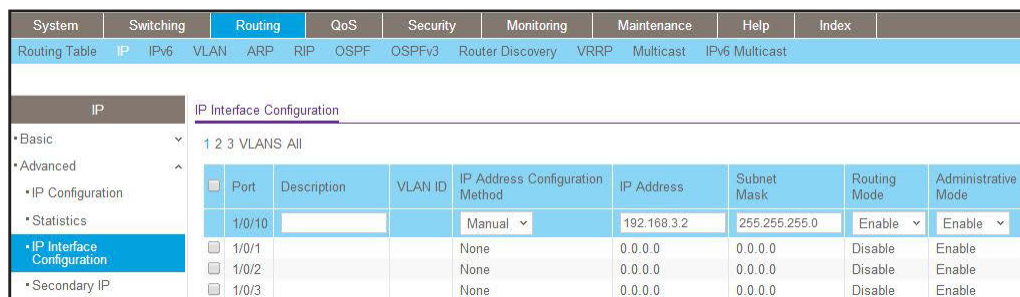 System Switching Routing QoS Security Monitoring Maintenance Help Index
Routing Table IP IPv6 VLAN ARP RIP OSPF OSPFv3 Router Discovery VRRP Multicast IPv6 Multicast
IP
• Basic
• Advanced
• IP Configuration
• Statistics
• IP Interface
Configuration
• Secondary IP
IP Interface Configuration
1 2 3 VLANS All
Port Description VLAN ID IP Address Configuration Method IP Address Subnet Mask Routing Mode Administrative Mode
1/0/10 Manual 192.168.3.2 255.255.255.0 Enable Enable
1/0/1 None 0.0.0.0 0.0.0.0 Disable Enable
1/0/2 None 0.0.0.0 0.0.0.0 Disable Enable
1/0/3 None 0.0.0.0 0.0.0.0 Disable Enable